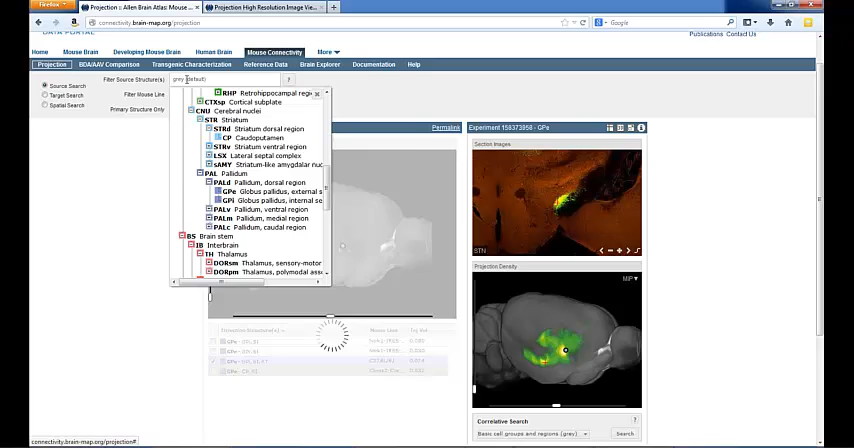 Firefox
Projection :: Allen Brain Atlas: Mouse ...
Projection High Resolution Image Vie...
connectivity.brain-map.org/projection
Google
DATA PORTAL
Publications Contact Us
Home Mouse Brain Developing Mouse Brain Human Brain Mouse Connectivity More
Projection BDA/AAV Comparison Transgenic Characterization Reference Data Brain Explorer Documentation Help
Source Search
Target Search
Spatial Search
Filter Source Structure(s)
grey (default)
?
Filter Mouse Line
Primary Structure Only
RHP Retrohippocampal regi
CTXsp Cortical subplate
CNU Cerebral nuclei
STR Striatum
STRd Striatum dorsal region
CP Caudoputamen
STRv Striatum ventral region
LSX Lateral septal complex
sAMY Striatum-like amygdalar nuc
PAL Pallidum
PALd Pallidum, dorsal region
GPe Globus pallidus, external s
GPi Globus pallidus, internal se
PALv Pallidum, ventral region
PALm Pallidum, medial region
PALc Pallidum, caudal region
BS Brain stem
IB Interbrain
TH Thalamus
DORsm Thalamus, sensory-motor
DORpm Thalamus, polymodal ass
Permalink
Experiment 158373958 - GPe
Section Images
STN
Projection Density
MIP▼
Correlative Search
?
Basic cell groups and regions (grey)
Search
Mouse Line
connectivity.brain-map.org/projection#